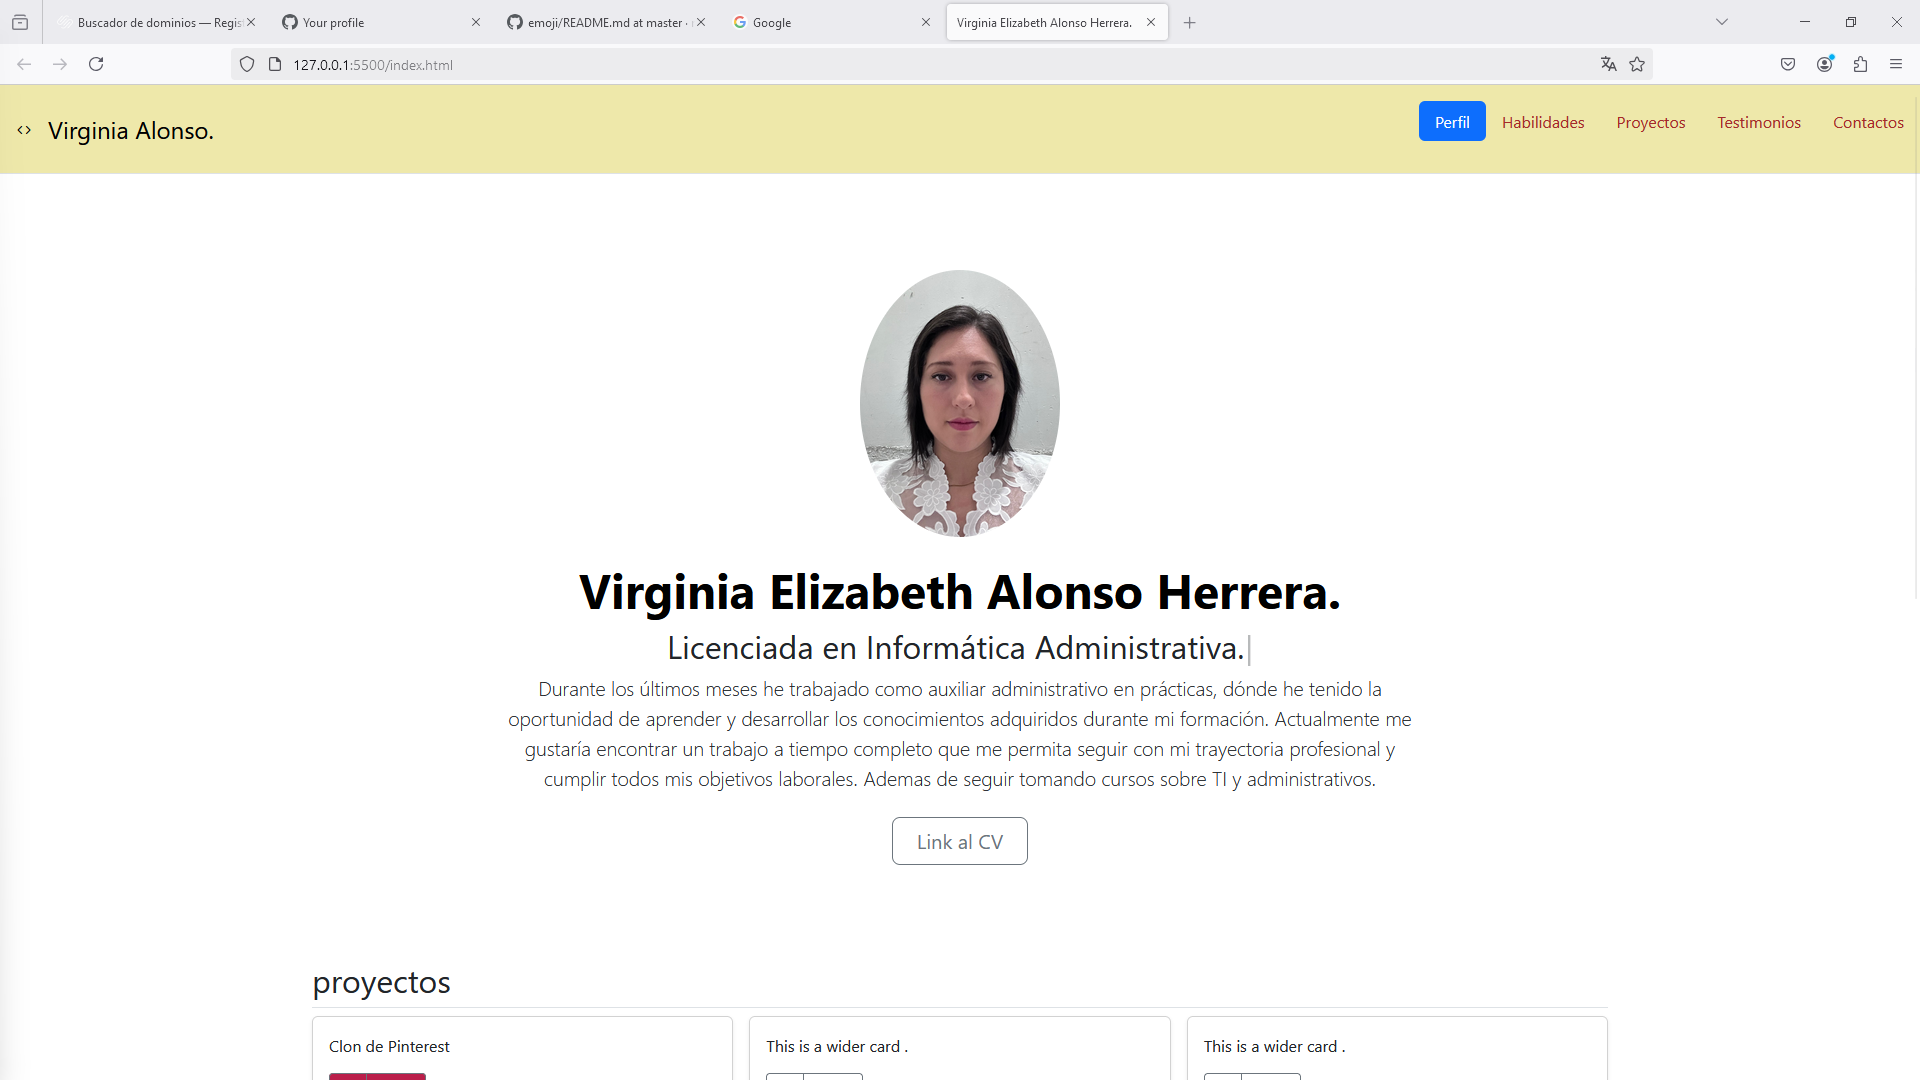 Buscador de dominios — Regis
Your profile
emoji/README.md at master ·
Google
Virginia Elizabeth Alonso Herrera.
127.0.0.1:5500/index.html
<> Virginia Alonso.
Perfil
Habilidades
Proyectos
Testimonios
Contactos
Virginia Elizabeth Alonso Herrera.
Licenciada en Informática Administrativa.|
Durante los últimos meses he trabajado como auxiliar administrativo en prácticas, dónde he tenido la
oportunidad de aprender y desarrollar los conocimientos adquiridos durante mi formación. Actualmente me
gustaría encontrar un trabajo a tiempo completo que me permita seguir con mi trayectoria profesional y
cumplir todos mis objetivos laborales. Ademas de seguir tomando cursos sobre TI y administrativos.
Link al CV
proyectos
Clon de Pinterest
This is a wider card .
This is a wider card .